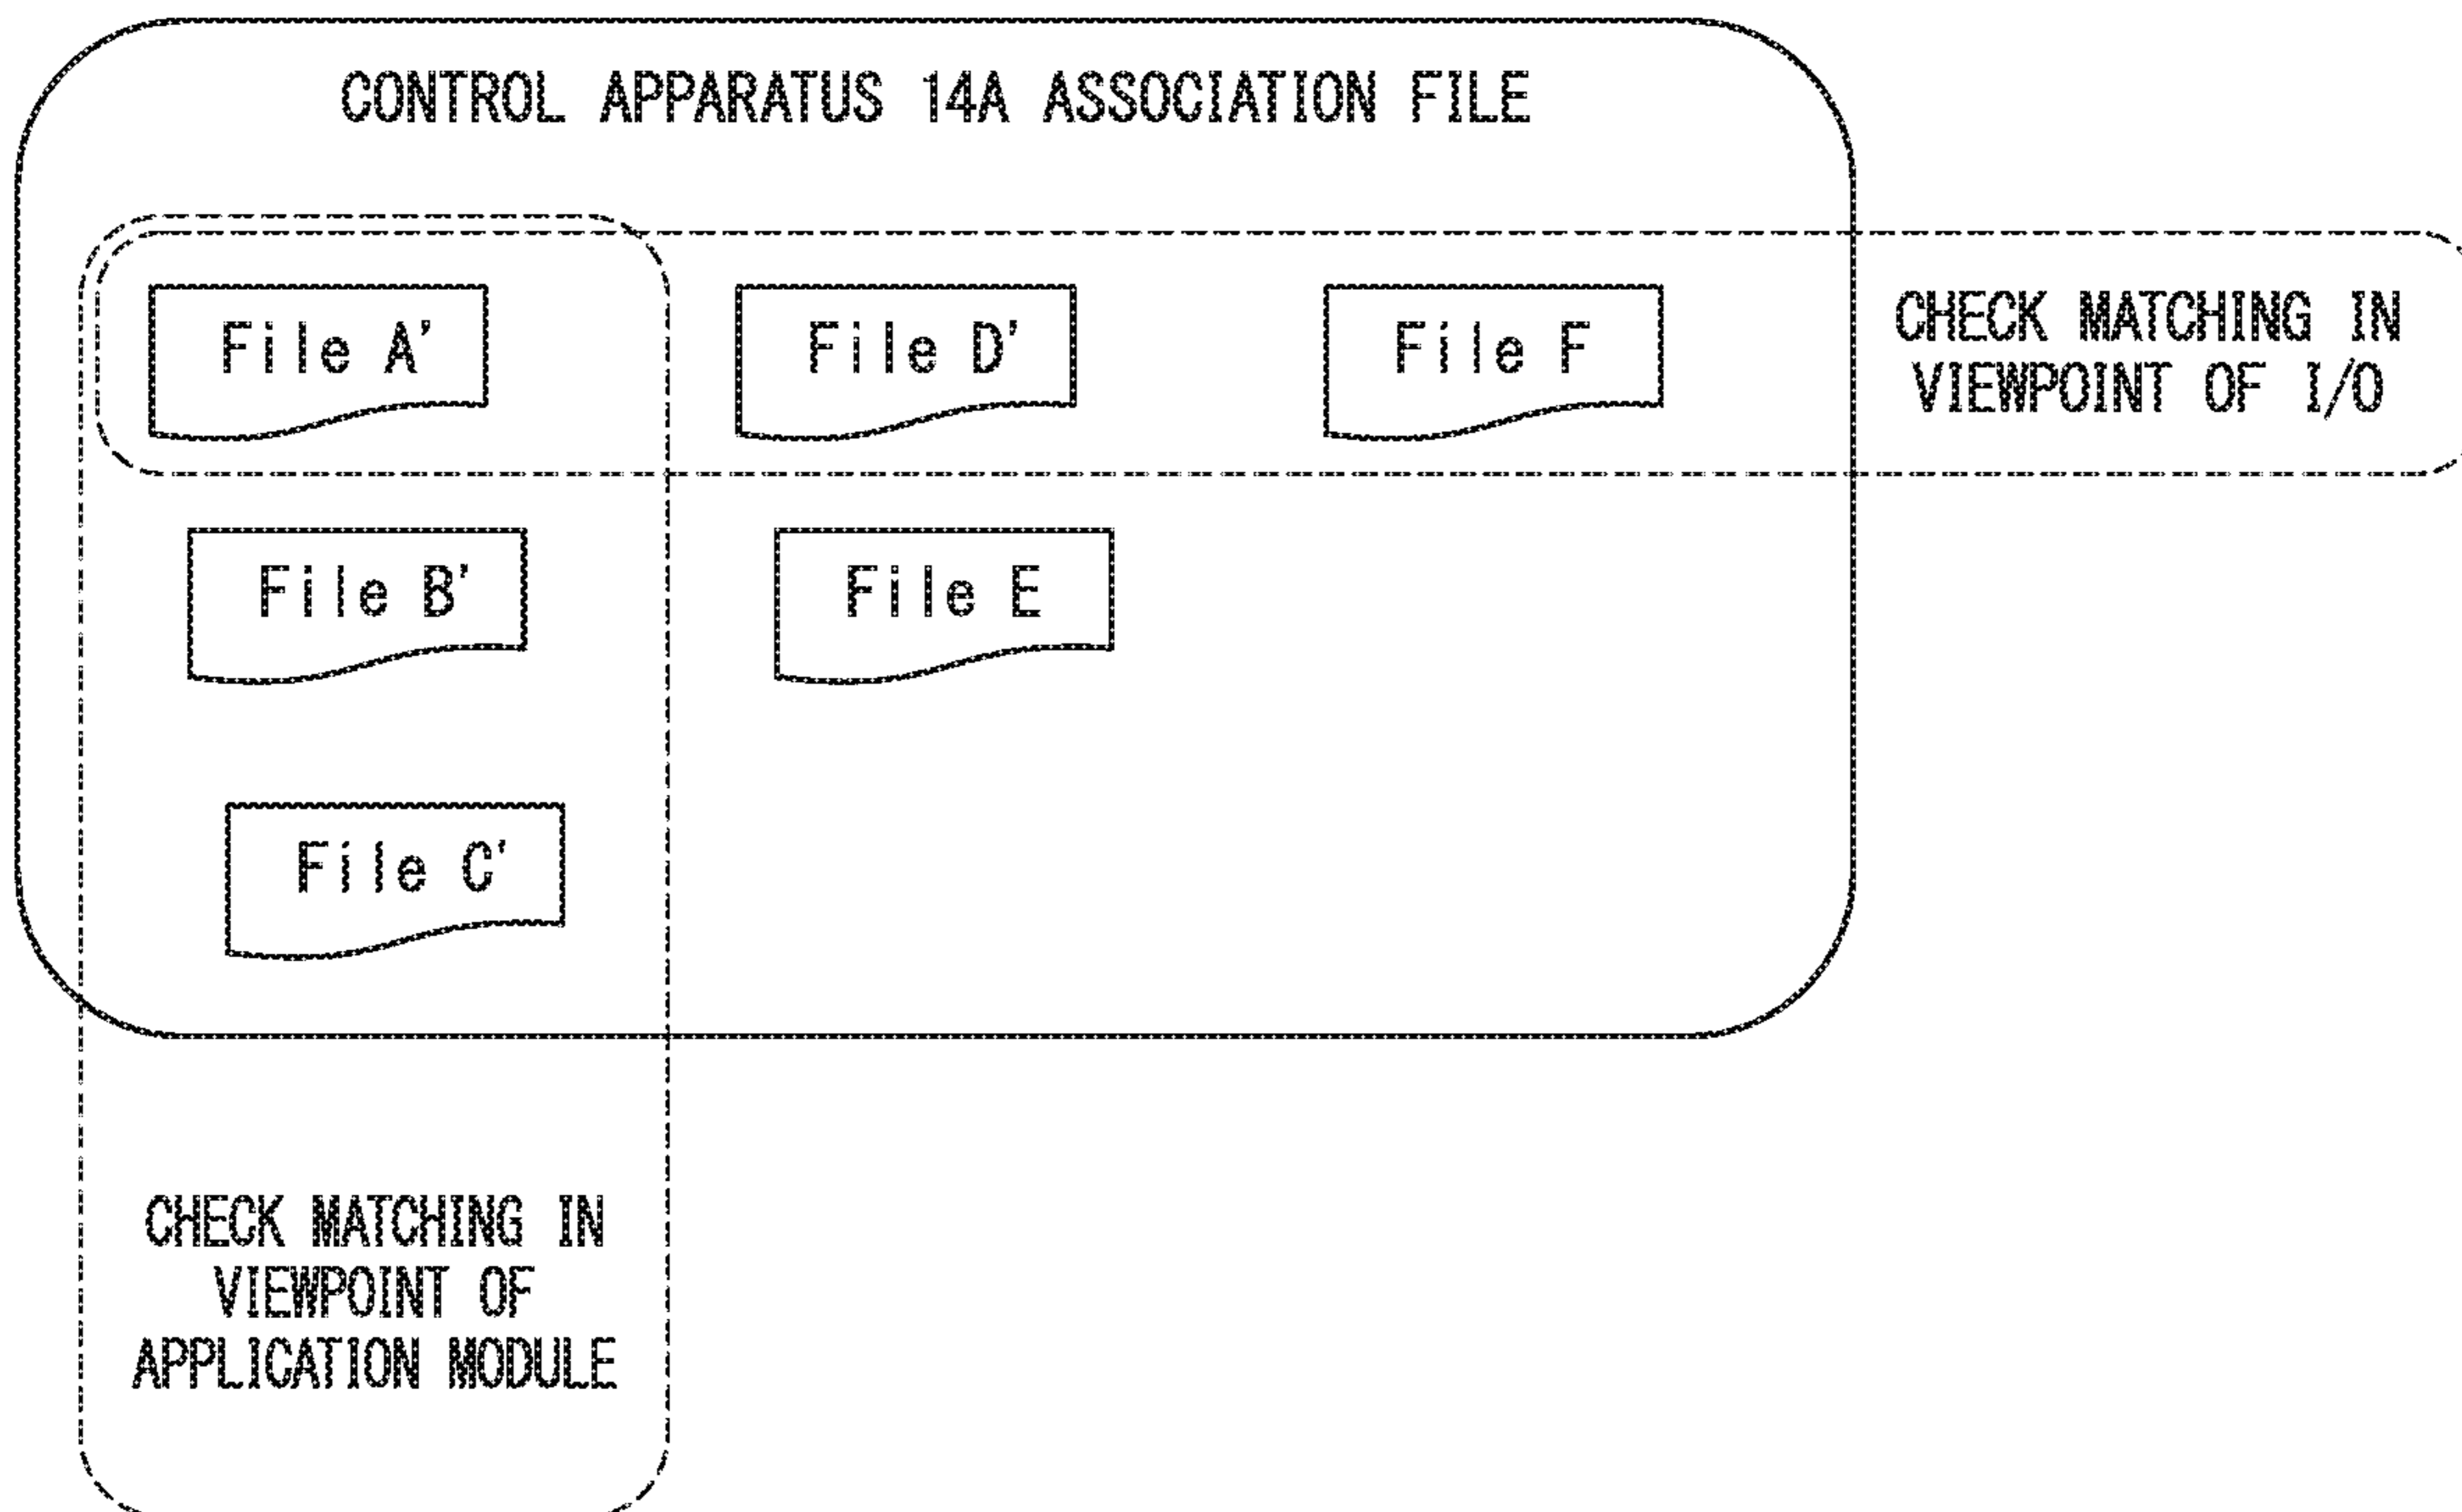 CONTROL APPARATUS 14A ASSOCIATION FILE
File A'
File D'
File F
CHECK MATCHING IN
VIEWPOINT OF I/O
File B'
File E
File C'
CHECK MATCHING IN
VIEWPOINT OF
APPLICATION MODULE